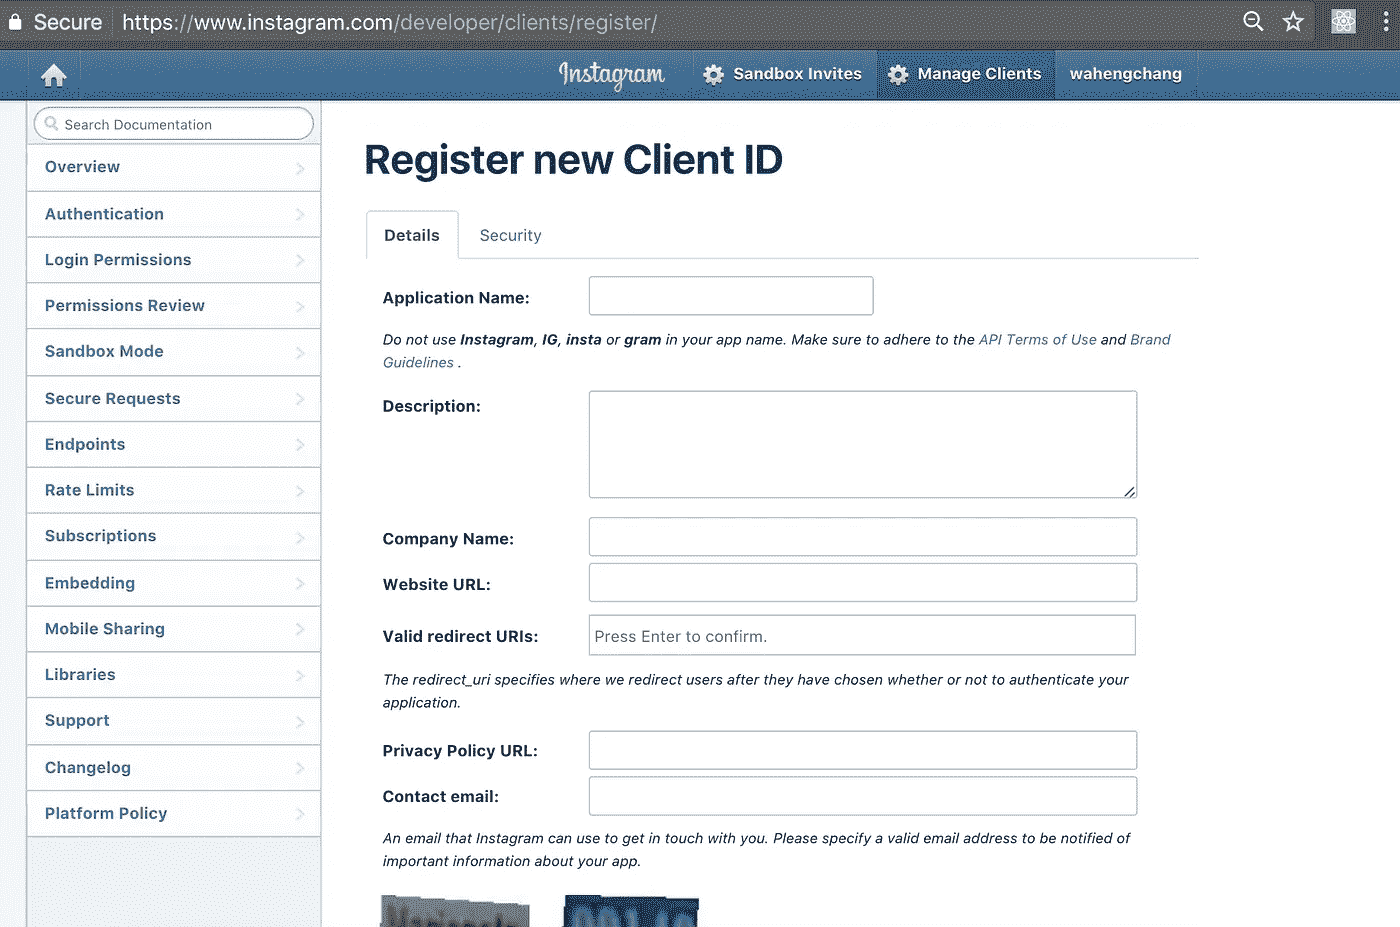 Secure https://www.instagram.com/developer/clients/register/
Instagram Sandbox Invites Manage Clients wahengchang
Search Documentation
Overview
Authentication
Login Permissions
Permissions Review
Sandbox Mode
Secure Requests
Endpoints
Rate Limits
Subscriptions
Embedding
Mobile Sharing
Libraries
Support
Changelog
Platform Policy
Register new Client ID
Details Security
Application Name:
Do not use Instagram, IG, insta or gram in your app name. Make sure to adhere to the API Terms of Use and Brand
Guidelines .
Description:
Company Name:
Website URL:
Valid redirect URIs: Press Enter to confirm.
The redirect_uri specifies where we redirect users after they have chosen whether or not to authenticate your
application.
Privacy Policy URL:
Contact email:
An email that Instagram can use to get in touch with you. Please specify a valid email address to be notified of
important information about your app.